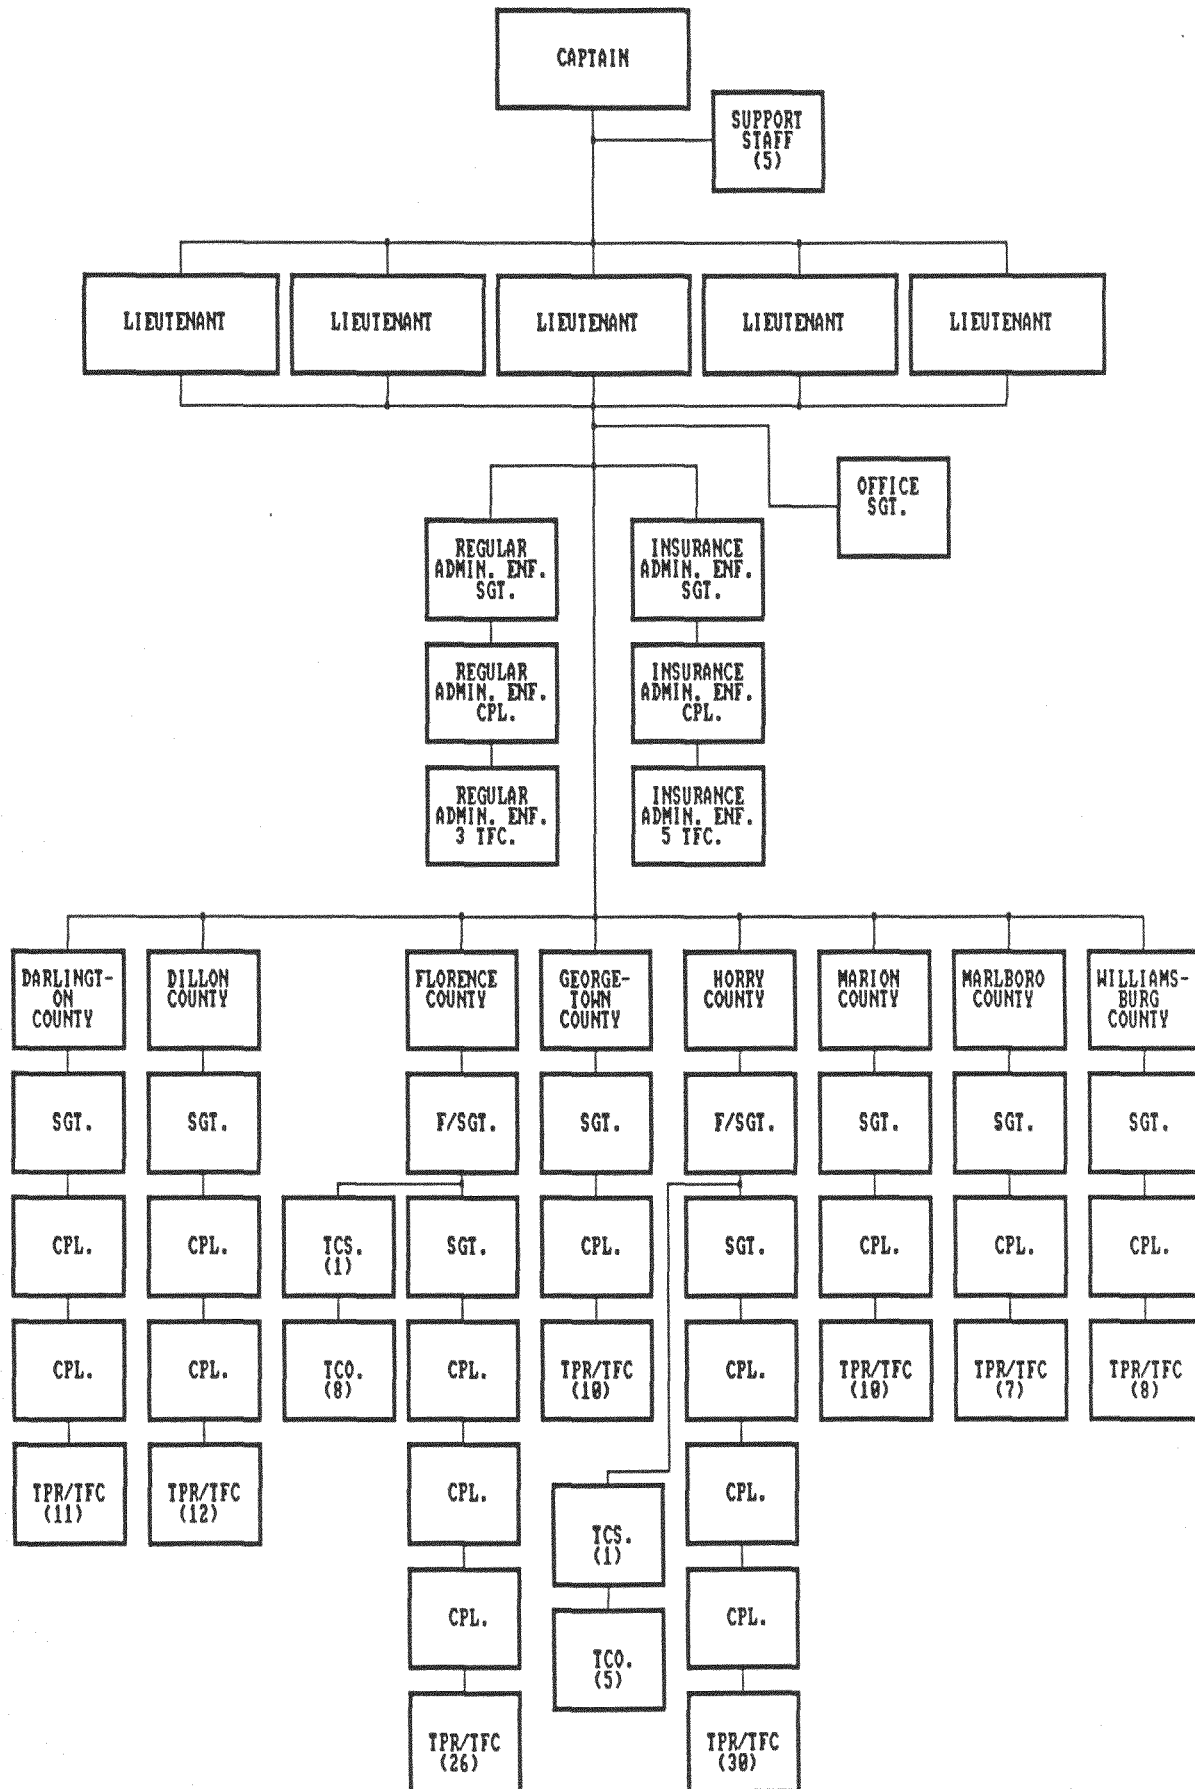 CAPTAIN
SUPPORT
STAFF
(5)
LIEUTENANT
LIEUTENANT
LIEUTENANT
LIEUTENANT
LIEUTENANT
OFFICE
SGT.
REGULAR
ADMIN. ENF.
SGT.
INSURANCE
ADMIN. ENF.
SGT.
REGULAR
ADMIN. ENF.
CPL.
INSURANCE
ADMIN. ENF.
CPL.
REGULAR
ADMIN. ENF.
3 TFC.
INSURANCE
ADMIN. ENF.
5 TFC.
DARLINGT-
ON
COUNTY
DILLON
COUNTY
FLORENCE
COUNTY
GEORGE-
TOWN
COUNTY
HORRY
COUNTY
MARION
COUNTY
MARLBORO
COUNTY
WILLIAMS-
BURG
COUNTY
SGT.
SGT.
F/SGT.
SGT.
F/SGT.
SGT.
SGT.
SGT.
CPL.
CPL.
TCS.
(1)
SGT.
CPL.
SGT.
CPL.
CPL.
CPL.
CPL.
CPL.
TCO.
(8)
CPL.
TPR/TFC
(10)
CPL.
TPR/TFC
(10)
TPR/TFC
(7)
TPR/TFC
(8)
TPR/TFC
(11)
TPR/TFC
(12)
CPL.
TCS.
(1)
CPL.
CPL.
TCO.
(5)
CPL.
TPR/TFC
(26)
TPR/TFC
(30)